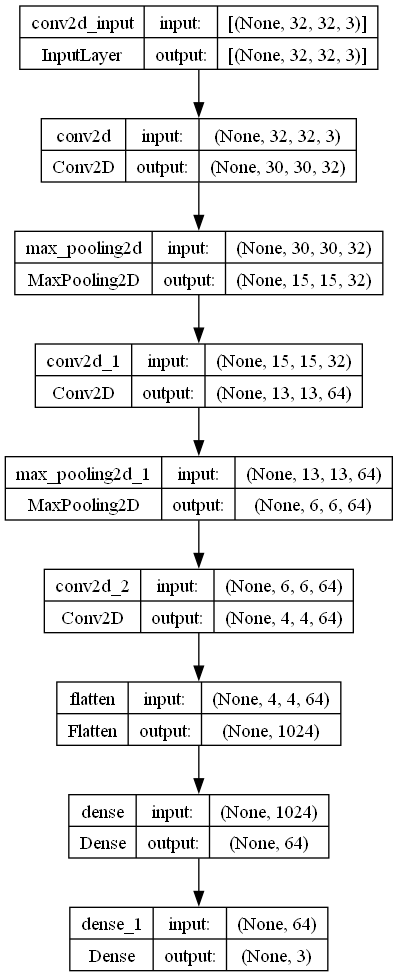 conv2d_input input: [(None, 32, 32, 3)]
InputLayer output: [(None, 32, 32, 3)]
conv2d input: (None, 32, 32, 3)
Conv2D output: (None, 30, 30, 32)
max_pooling2d input: (None, 30, 30, 32)
MaxPooling2D output: (None, 15, 15, 32)
conv2d_1 input: (None, 15, 15, 32)
Conv2D output: (None, 13, 13, 64)
max_pooling2d_1 input: (None, 13, 13, 64)
MaxPooling2D output: (None, 6, 6, 64)
conv2d_2 input: (None, 6, 6, 64)
Conv2D output: (None, 4, 4, 64)
flatten input: (None, 4, 4, 64)
Flatten output: (None, 1024)
dense input: (None, 1024)
Dense output: (None, 64)
dense_1 input: (None, 64)
Dense output: (None, 3)